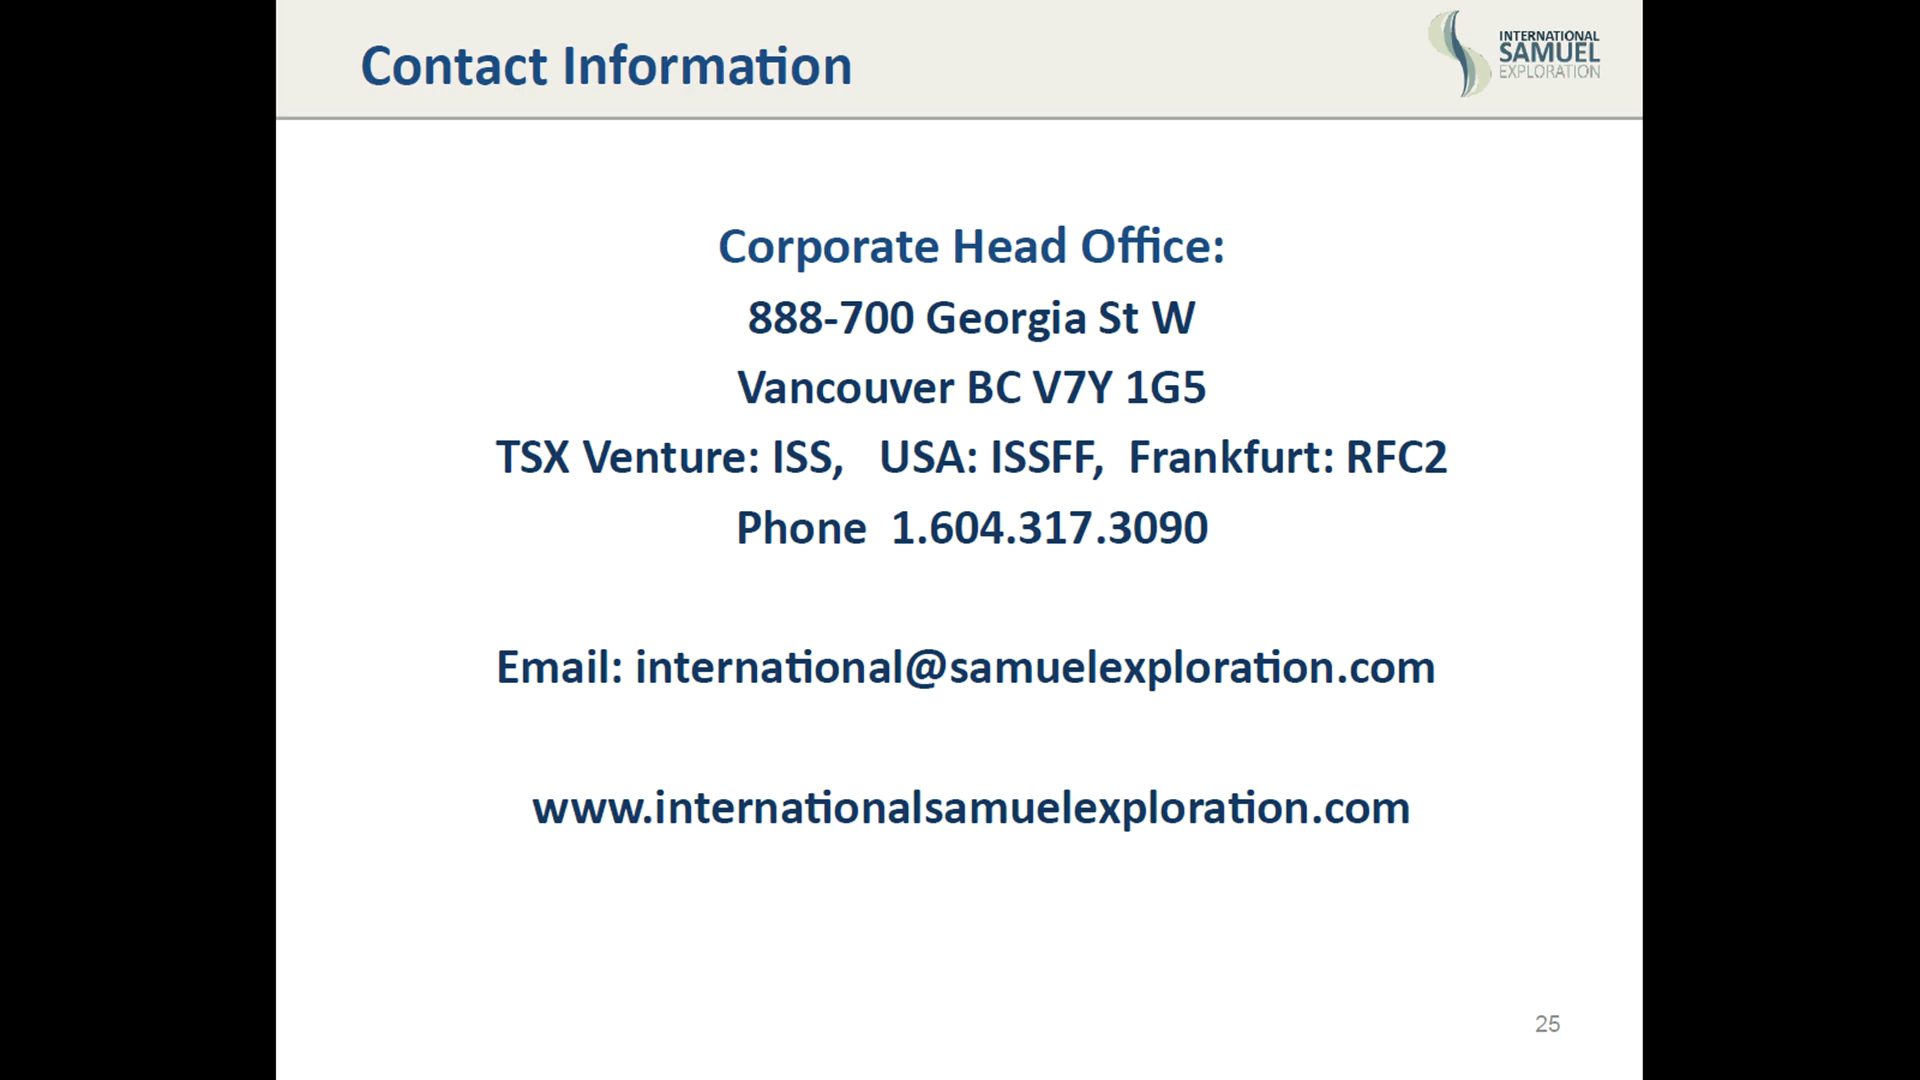 Contact Information
INTERNATIONAL
SAMUEL
EXPLORATION
Corporate Head Office:
888-700 Georgia St W
Vancouver BC V7Y 1G5
TSX Venture: ISS, USA: ISSFF, Frankfurt: RFC2
Phone 1.604.317.3090
Email: international@samuelexploration.com
www.internationalsamuelexploration.com
25